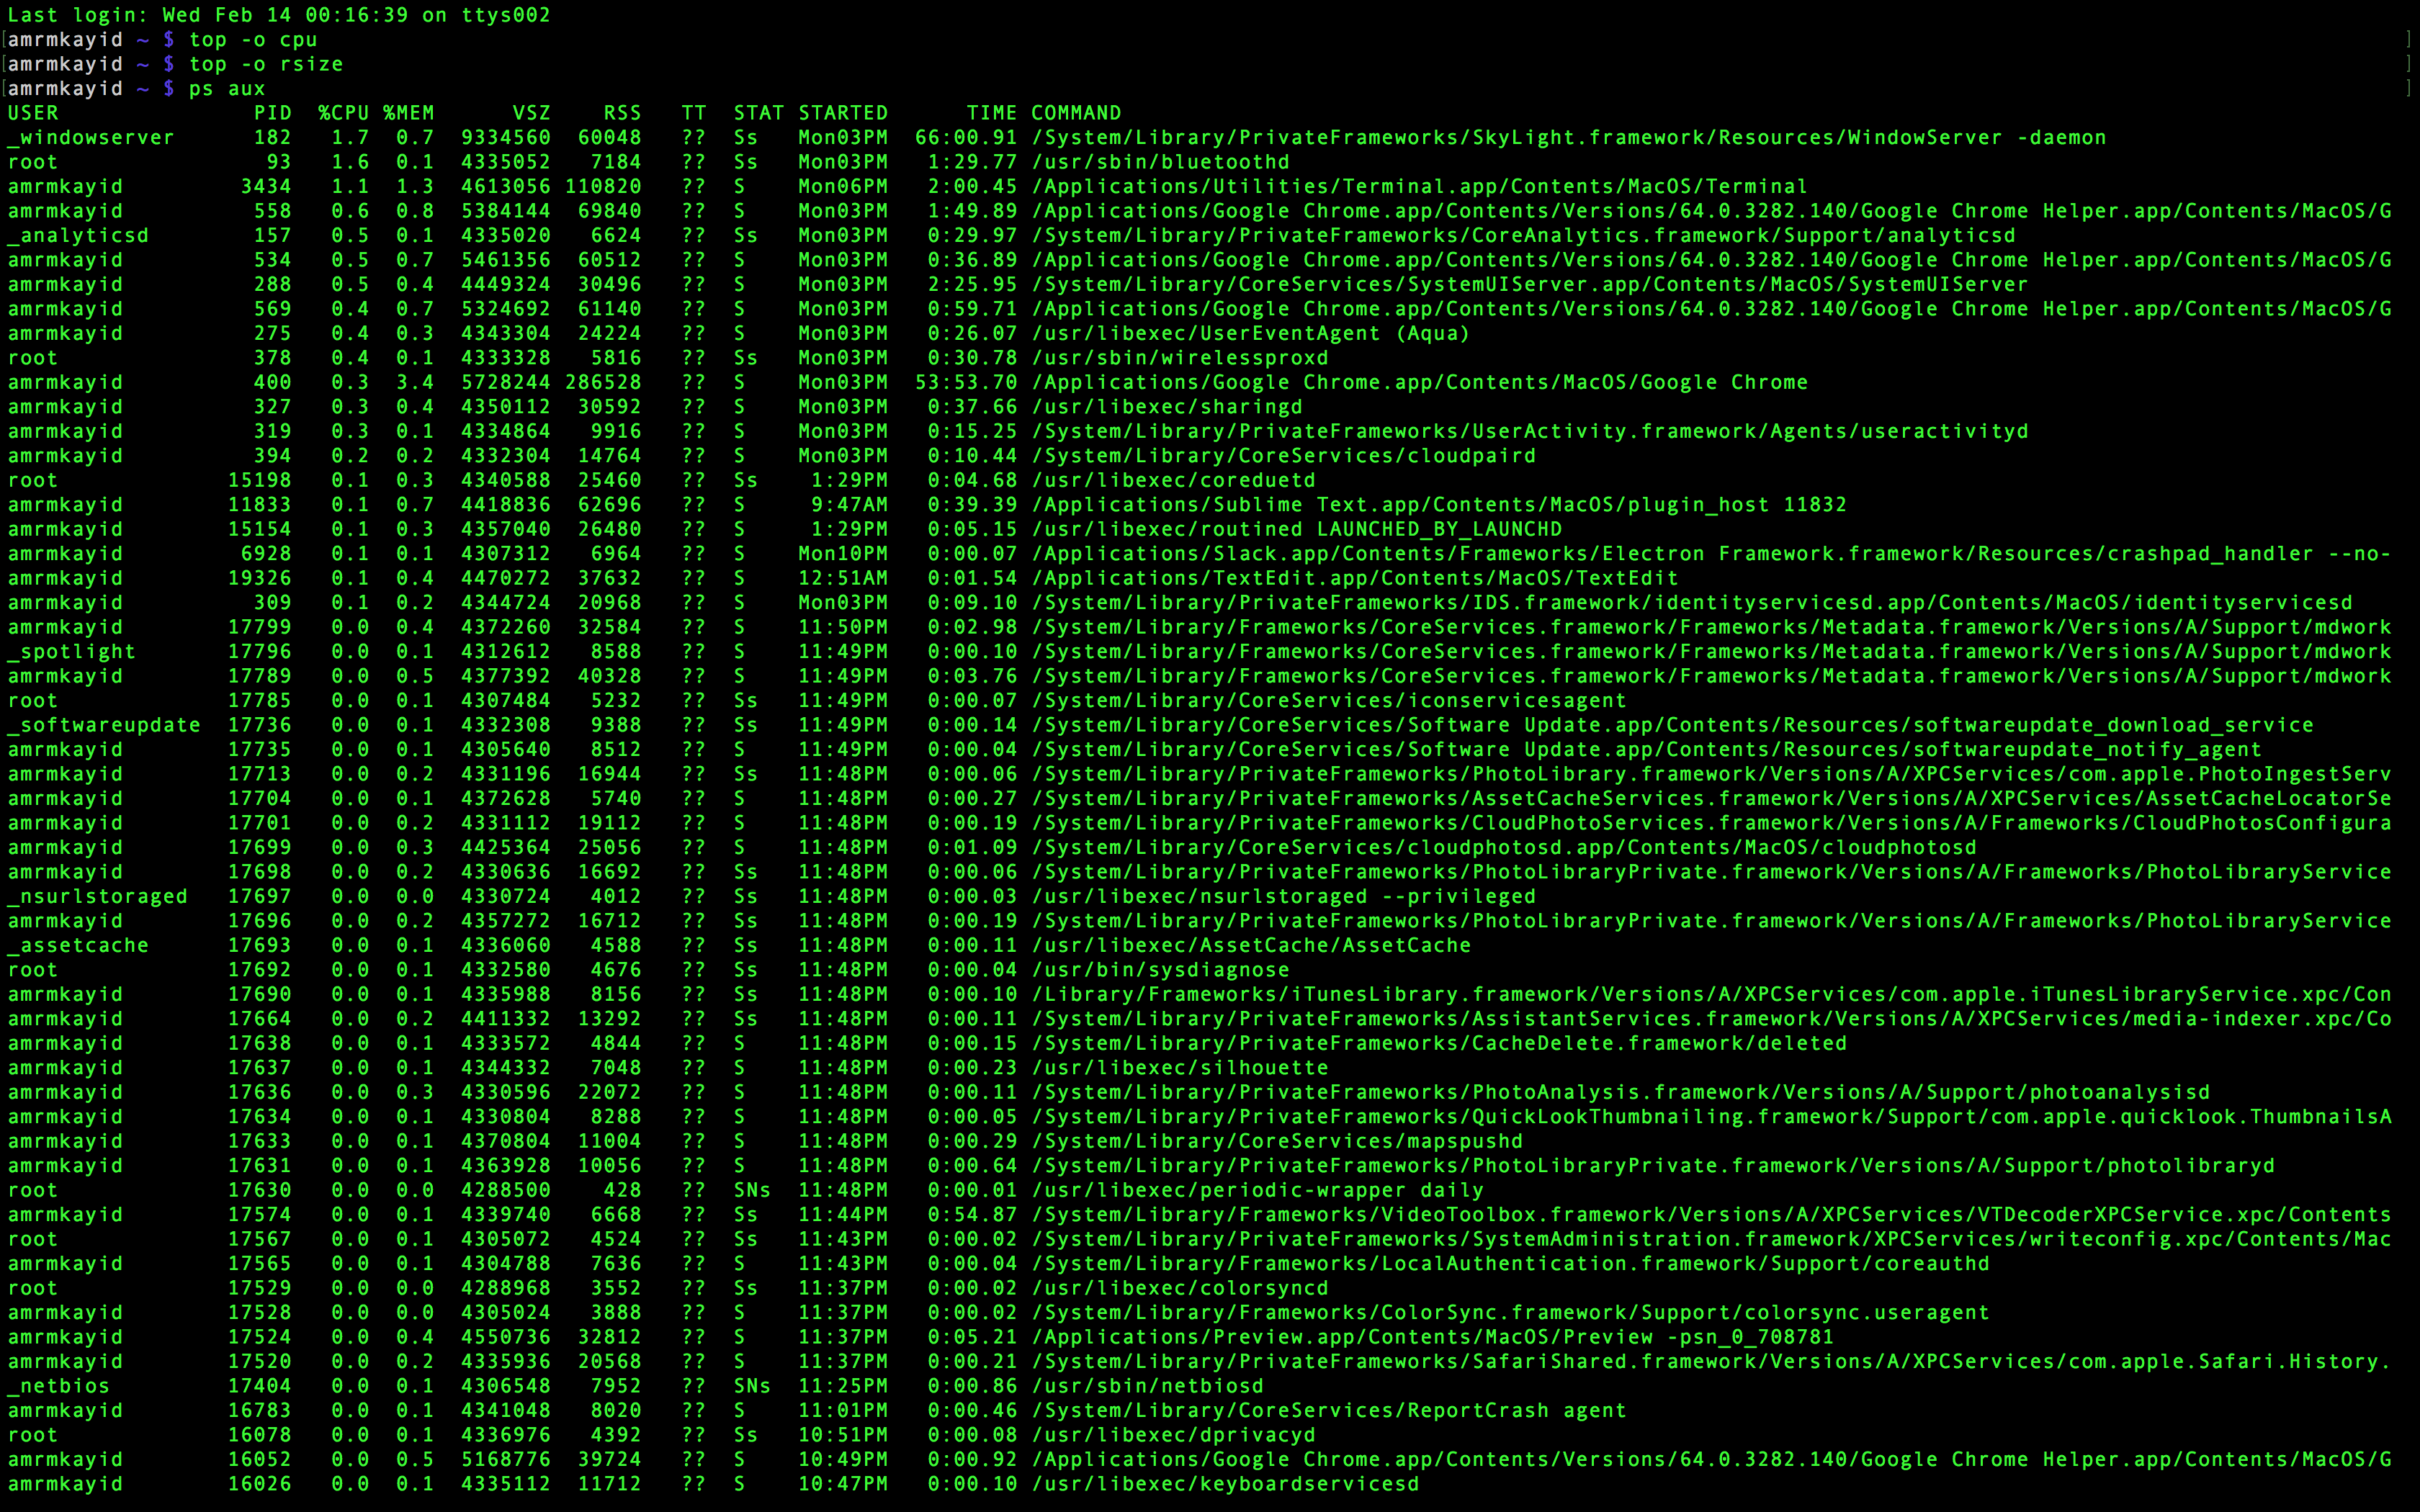 Last login: Wed Feb 14 00:16:39 on ttys002
[amrmkayid ~ $ top -o cpu ]
[amrmkayid ~ $ top -o rsize ]
[amrmkayid ~ $ ps aux ]
USER PID %CPU %MEM VSZ RSS TT STAT STARTED TIME COMMAND
_windowserver 182 1.7 0.7 9334560 60048 ?? Ss Mon03PM 66:00.91 /System/Library/PrivateFrameworks/SkyLight.framework/Resources/WindowServer -daemon
root 93 1.6 0.1 4335052 7184 ?? Ss Mon03PM 1:29.77 /usr/sbin/bluetoothd
amrmkayid 3434 1.1 1.3 4613056 110820 ?? S Mon06PM 2:00.45 /Applications/Utilities/Terminal.app/Contents/MacOS/Terminal
amrmkayid 558 0.6 0.8 5384144 69840 ?? S Mon03PM 1:49.89 /Applications/Google Chrome.app/Contents/Versions/64.0.3282.140/Google Chrome Helper.app/Contents/MacOS/G
_analyticsd 157 0.5 0.1 4335020 6624 ?? Ss Mon03PM 0:29.97 /System/Library/PrivateFrameworks/CoreAnalytics.framework/Support/analyticsd
amrmkayid 534 0.5 0.7 5461356 60512 ?? S Mon03PM 0:36.89 /Applications/Google Chrome.app/Contents/Versions/64.0.3282.140/Google Chrome Helper.app/Contents/MacOS/G
amrmkayid 288 0.5 0.4 4449324 30496 ?? S Mon03PM 2:25.95 /System/Library/CoreServices/SystemUIServer.app/Contents/MacOS/SystemUIServer
amrmkayid 569 0.4 0.7 5324692 61140 ?? S Mon03PM 0:59.71 /Applications/Google Chrome.app/Contents/Versions/64.0.3282.140/Google Chrome Helper.app/Contents/MacOS/G
amrmkayid 275 0.4 0.3 4343304 24224 ?? S Mon03PM 0:26.07 /usr/libexec/UserEventAgent (Aqua)
root 378 0.4 0.1 4333328 5816 ?? Ss Mon03PM 0:30.78 /usr/sbin/wirelessproxd
amrmkayid 400 0.3 3.4 5728244 286528 ?? S Mon03PM 53:53.70 /Applications/Google Chrome.app/Contents/MacOS/Google Chrome
amrmkayid 327 0.3 0.4 4350112 30592 ?? S Mon03PM 0:37.66 /usr/libexec/sharingd
amrmkayid 319 0.3 0.1 4334864 9916 ?? S Mon03PM 0:15.25 /System/Library/PrivateFrameworks/UserActivity.framework/Agents/useractivityd
amrmkayid 394 0.2 0.2 4332304 14764 ?? S Mon03PM 0:10.44 /System/Library/CoreServices/cloudpaird
root 15198 0.1 0.3 4340588 25460 ?? Ss 1:29PM 0:04.68 /usr/libexec/coreduetd
amrmkayid 11833 0.1 0.7 4418836 62696 ?? S 9:47AM 0:39.39 /Applications/Sublime Text.app/Contents/MacOS/plugin_host 11832
amrmkayid 15154 0.1 0.3 4357040 26480 ?? S 1:29PM 0:05.15 /usr/libexec/routined LAUNCHED_BY_LAUNCHD
amrmkayid 6928 0.1 0.1 4307312 6964 ?? S Mon10PM 0:00.07 /Applications/Slack.app/Contents/Frameworks/Electron Framework.framework/Resources/crashpad_handler --no-
amrmkayid 19326 0.1 0.4 4470272 37632 ?? S 12:51AM 0:01.54 /Applications/TextEdit.app/Contents/MacOS/TextEdit
amrmkayid 309 0.1 0.2 4344724 20968 ?? S Mon03PM 0:09.10 /System/Library/PrivateFrameworks/IDS.framework/identityservicesd.app/Contents/MacOS/identityservicesd
amrmkayid 17799 0.0 0.4 4372260 32584 ?? S 11:50PM 0:02.98 /System/Library/Frameworks/CoreServices.framework/Frameworks/Metadata.framework/Versions/A/Support/mdwork
_spotlight 17796 0.0 0.1 4312612 8588 ?? S 11:49PM 0:00.10 /System/Library/Frameworks/CoreServices.framework/Frameworks/Metadata.framework/Versions/A/Support/mdwork
amrmkayid 17789 0.0 0.5 4377392 40328 ?? S 11:49PM 0:03.76 /System/Library/Frameworks/CoreServices.framework/Frameworks/Metadata.framework/Versions/A/Support/mdwork
root 17785 0.0 0.1 4307484 5232 ?? Ss 11:49PM 0:00.07 /System/Library/CoreServices/iconservicesagent
_softwareupdate 17736 0.0 0.1 4332308 9388 ?? Ss 11:49PM 0:00.14 /System/Library/CoreServices/Software Update.app/Contents/Resources/softwareupdate_download_service
amrmkayid 17735 0.0 0.1 4305640 8512 ?? S 11:49PM 0:00.04 /System/Library/CoreServices/Software Update.app/Contents/Resources/softwareupdate_notify_agent
amrmkayid 17713 0.0 0.2 4331196 16944 ?? Ss 11:48PM 0:00.06 /System/Library/PrivateFrameworks/PhotoLibrary.framework/Versions/A/XPCServices/com.apple.PhotoIngestServ
amrmkayid 17704 0.0 0.1 4372628 5740 ?? S 11:48PM 0:00.27 /System/Library/PrivateFrameworks/AssetCacheServices.framework/Versions/A/XPCServices/AssetCacheLocatorSe
amrmkayid 17701 0.0 0.2 4331112 19112 ?? S 11:48PM 0:00.19 /System/Library/PrivateFrameworks/CloudPhotoServices.framework/Versions/A/Frameworks/CloudPhotosConfigura
amrmkayid 17699 0.0 0.3 4425364 25056 ?? S 11:48PM 0:01.09 /System/Library/CoreServices/cloudphotosd.app/Contents/MacOS/cloudphotosd
amrmkayid 17698 0.0 0.2 4330636 16692 ?? Ss 11:48PM 0:00.06 /System/Library/PrivateFrameworks/PhotoLibraryPrivate.framework/Versions/A/Frameworks/PhotoLibraryService
_nsurlstoraged 17697 0.0 0.0 4330724 4012 ?? Ss 11:48PM 0:00.03 /usr/libexec/nsurlstoraged --privileged
amrmkayid 17696 0.0 0.2 4357272 16712 ?? Ss 11:48PM 0:00.19 /System/Library/PrivateFrameworks/PhotoLibraryPrivate.framework/Versions/A/Frameworks/PhotoLibraryService
_assetcache 17693 0.0 0.1 4336060 4588 ?? Ss 11:48PM 0:00.11 /usr/libexec/AssetCache/AssetCache
root 17692 0.0 0.1 4332580 4676 ?? Ss 11:48PM 0:00.04 /usr/bin/sysdiagnose
amrmkayid 17690 0.0 0.1 4335988 8156 ?? Ss 11:48PM 0:00.10 /Library/Frameworks/iTunesLibrary.framework/Versions/A/XPCServices/com.apple.iTunesLibraryService.xpc/Con
amrmkayid 17664 0.0 0.2 4411332 13292 ?? Ss 11:48PM 0:00.11 /System/Library/PrivateFrameworks/AssistantServices.framework/Versions/A/XPCServices/media-indexer.xpc/Co
amrmkayid 17638 0.0 0.1 4333572 4844 ?? S 11:48PM 0:00.15 /System/Library/PrivateFrameworks/CacheDelete.framework/deleted
amrmkayid 17637 0.0 0.1 4344332 7048 ?? S 11:48PM 0:00.23 /usr/libexec/silhouette
amrmkayid 17636 0.0 0.3 4330596 22072 ?? S 11:48PM 0:00.11 /System/Library/PrivateFrameworks/PhotoAnalysis.framework/Versions/A/Support/photoanalysisd
amrmkayid 17634 0.0 0.1 4330804 8288 ?? S 11:48PM 0:00.05 /System/Library/PrivateFrameworks/QuickLookThumbnailing.framework/Support/com.apple.quicklook.ThumbnailsA
amrmkayid 17633 0.0 0.1 4370804 11004 ?? S 11:48PM 0:00.29 /System/Library/CoreServices/mapspushd
amrmkayid 17631 0.0 0.1 4363928 10056 ?? S 11:48PM 0:00.64 /System/Library/PrivateFrameworks/PhotoLibraryPrivate.framework/Versions/A/Support/photolibraryd
root 17630 0.0 0.0 4288500 428 ?? SNs 11:48PM 0:00.01 /usr/libexec/periodic-wrapper daily
amrmkayid 17574 0.0 0.1 4339740 6668 ?? Ss 11:44PM 0:54.87 /System/Library/Frameworks/VideoToolbox.framework/Versions/A/XPCServices/VTDecoderXPCService.xpc/Contents
root 17567 0.0 0.1 4305072 4524 ?? Ss 11:43PM 0:00.02 /System/Library/PrivateFrameworks/SystemAdministration.framework/XPCServices/writeconfig.xpc/Contents/Mac
amrmkayid 17565 0.0 0.1 4304788 7636 ?? S 11:43PM 0:00.04 /System/Library/Frameworks/LocalAuthentication.framework/Support/coreauthd
root 17529 0.0 0.0 4288968 3552 ?? Ss 11:37PM 0:00.02 /usr/libexec/colorsyncd
amrmkayid 17528 0.0 0.0 4305024 3888 ?? S 11:37PM 0:00.02 /System/Library/Frameworks/ColorSync.framework/Support/colorsync.useragent
amrmkayid 17524 0.0 0.4 4550736 32812 ?? S 11:37PM 0:05.21 /Applications/Preview.app/Contents/MacOS/Preview -psn_0_708781
amrmkayid 17520 0.0 0.2 4335936 20568 ?? S 11:37PM 0:00.21 /System/Library/PrivateFrameworks/SafariShared.framework/Versions/A/XPCServices/com.apple.Safari.History.
_netbios 17404 0.0 0.1 4306548 7952 ?? SNs 11:25PM 0:00.86 /usr/sbin/netbiosd
amrmkayid 16783 0.0 0.1 4341048 8020 ?? S 11:01PM 0:00.46 /System/Library/CoreServices/ReportCrash agent
root 16078 0.0 0.1 4336976 4392 ?? Ss 10:51PM 0:00.08 /usr/libexec/dprivacyd
amrmkayid 16052 0.0 0.5 5168776 39724 ?? S 10:49PM 0:00.92 /Applications/Google Chrome.app/Contents/Versions/64.0.3282.140/Google Chrome Helper.app/Contents/MacOS/G
amrmkayid 16026 0.0 0.1 4335112 11712 ?? S 10:47PM 0:00.10 /usr/libexec/keyboardservicesd